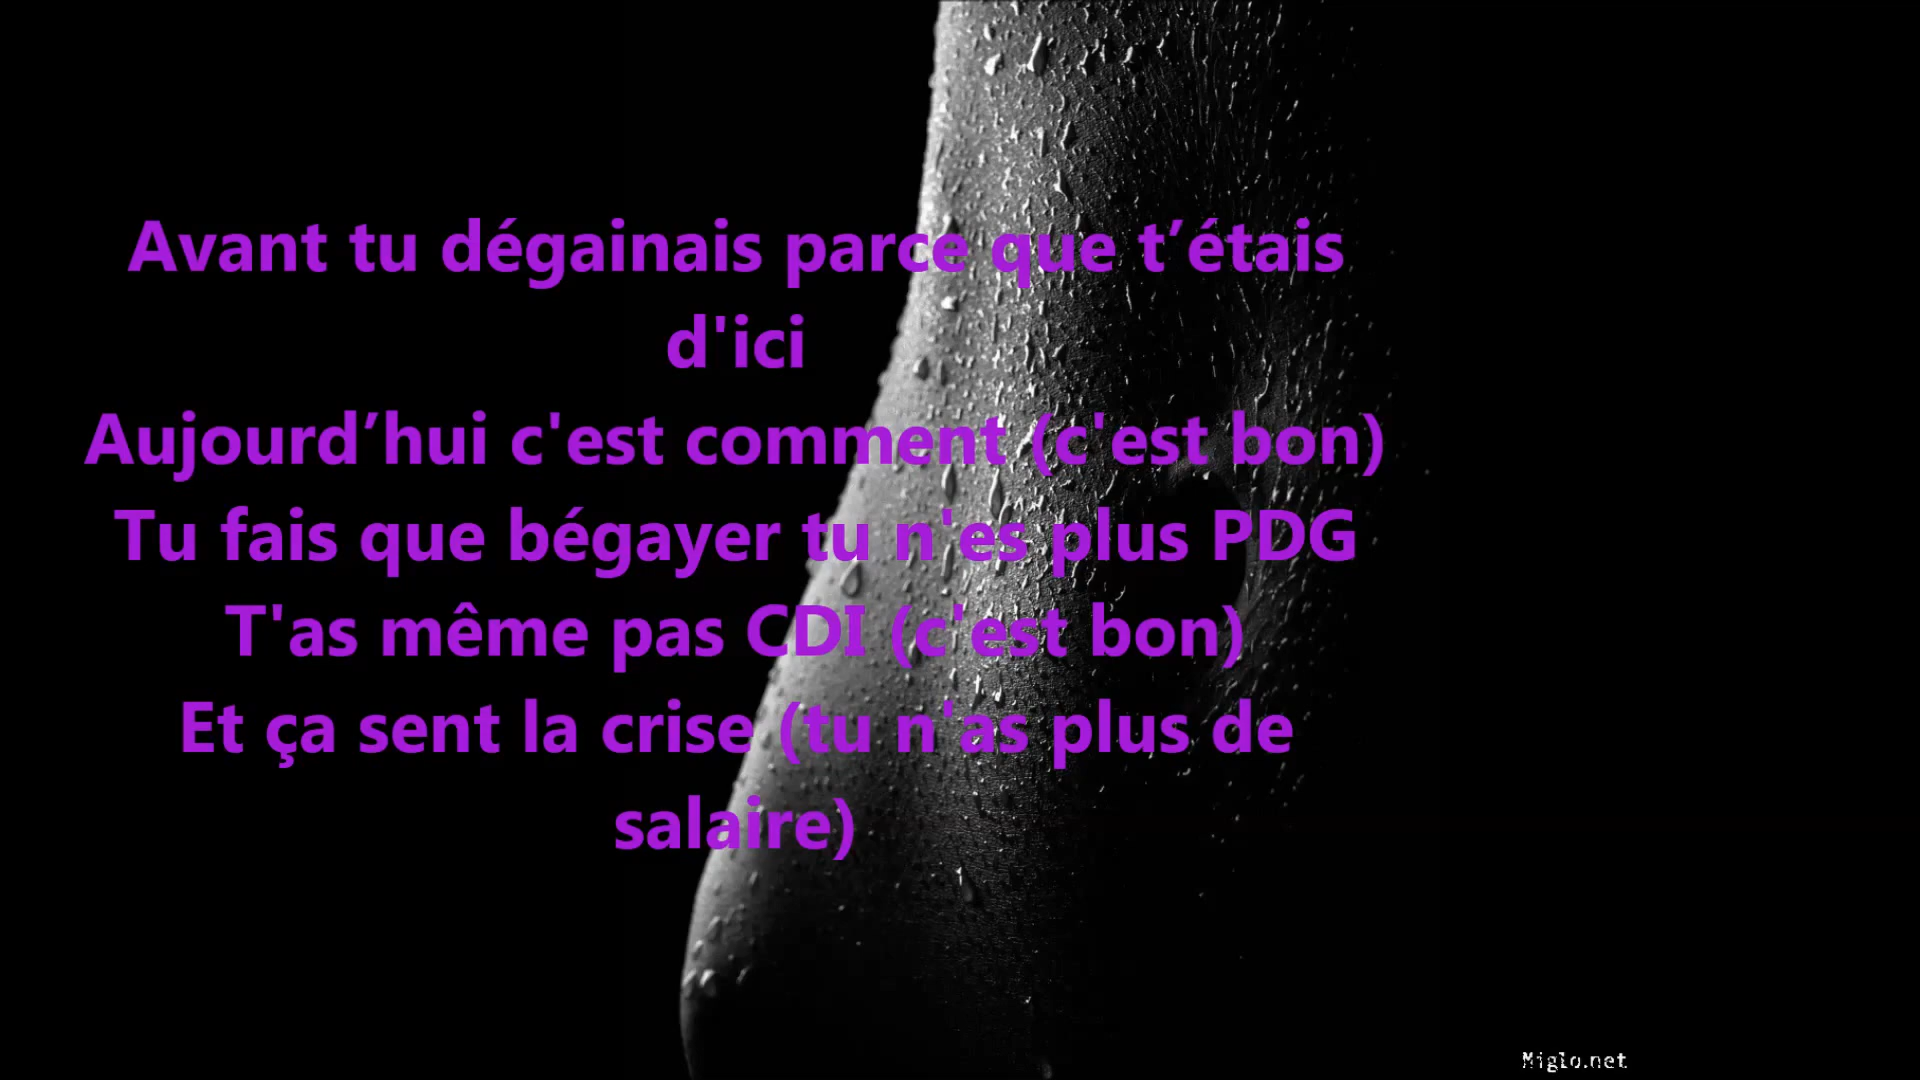 Avant tu dégainais parce que t’étais
d'ici
Aujourd’hui c'est comment (c'est bon)
Tu fais que bégayer tu n'es plus PDG
T'as même pas CDI (c'est bon)
Et ça sent la crise (tu n'as plus de
salaire)
Miglo.net